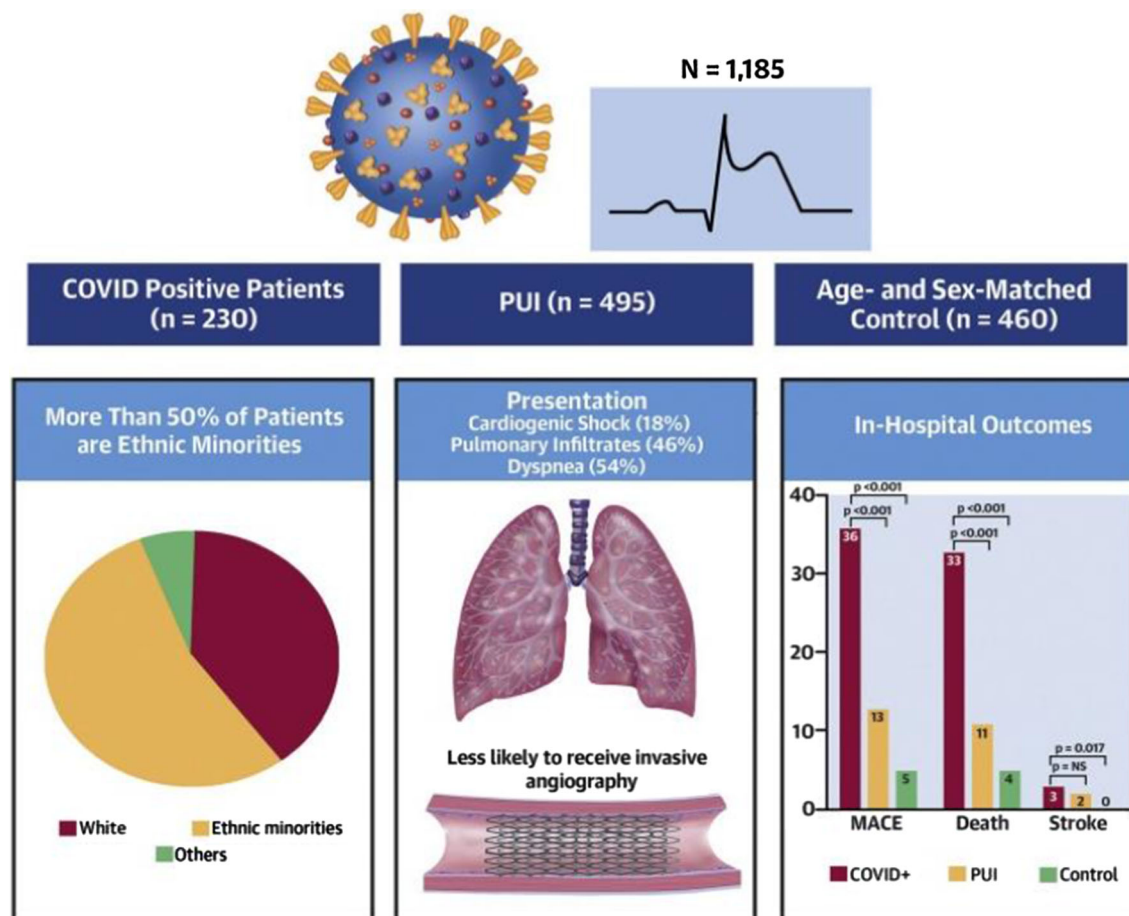 N = 1,185
COVID Positive Patients
(n = 230)
PUI (n = 495)
Age- and Sex-Matched
Control (n = 460)
More Than 50% of Patients
are Ethnic Minorities
White
Ethnic minorities
Others
Presentation
Cardiogenic Shock (18%)
Pulmonary Infiltrates (46%)
Dyspnea (54%)
Less likely to receive invasive
angiography
In-Hospital Outcomes
40
30
20
10
0
p <0.001
p <0.001
36
13
5
p <0.001
p <0.001
33
11
4
p = 0.017
p = NS
3
2
0
MACE
Death
Stroke
COVID+
PUI
Control